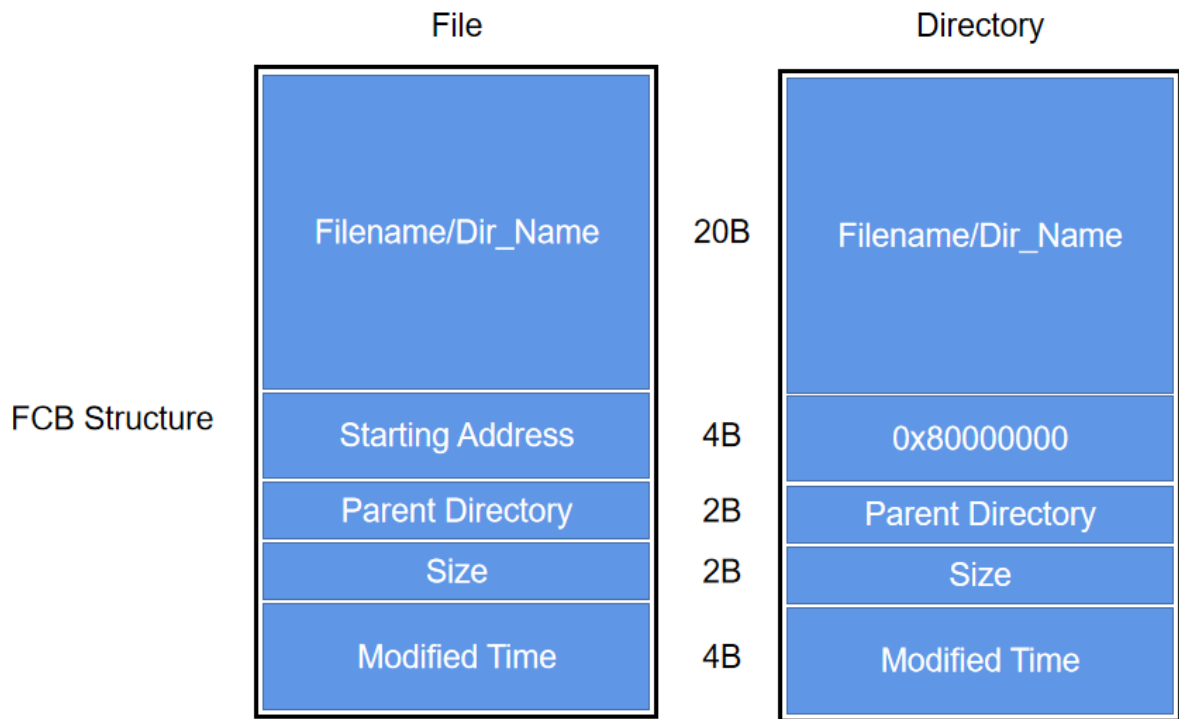 File
Directory
Filename/Dir_Name
20B
Filename/Dir_Name
FCB Structure
Starting Address
4B
0x80000000
Parent Directory
2B
Parent Directory
Size
2B
Size
Modified Time
4B
Modified Time